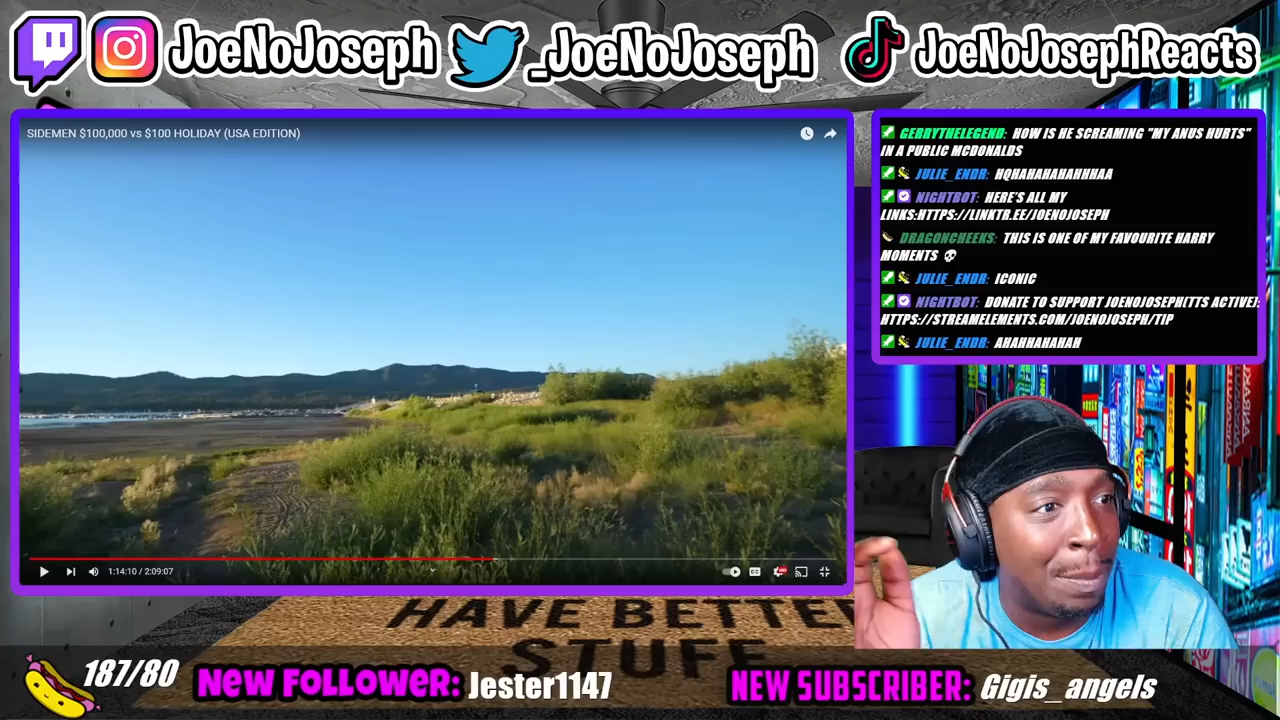 JoeNoJoseph
_JoeNoJoseph
JoeNoJosephReacts
SIDEMEN $100,000 vs $100 HOLIDAY (USA EDITION)
GERRYTHELEGEND: HOW IS HE SCREAMING "MY ANUS HURTS"
IN A PUBLIC MCDONALDS
JULIE_ENDR: HQHAHAHAHAHHHAA
NIGHTBOT: HERE'S ALL MY
LINKS:HTTPS://LINKTR.EE/JOENOJOSEPH
DRAGONCHEEKS: THIS IS ONE OF MY FAVOURITE HARRY
MOMENTS
JULIE_ENDR: ICONIC
NIGHTBOT: DONATE TO SUPPORT JOENOJOSEPH(TTS ACTIVE):
HTTPS://STREAMELEMENTS.COM/JOENOJOSEPH/TIP
JULIE_ENDR: AHAHHAHAHAH
1:14:10 / 2:09:07
CC
HAVE BETTE
STUFF
187/80
NEW FOLLOWER: Jester1147
NEW SUBSCRIBER: Gigis_angels